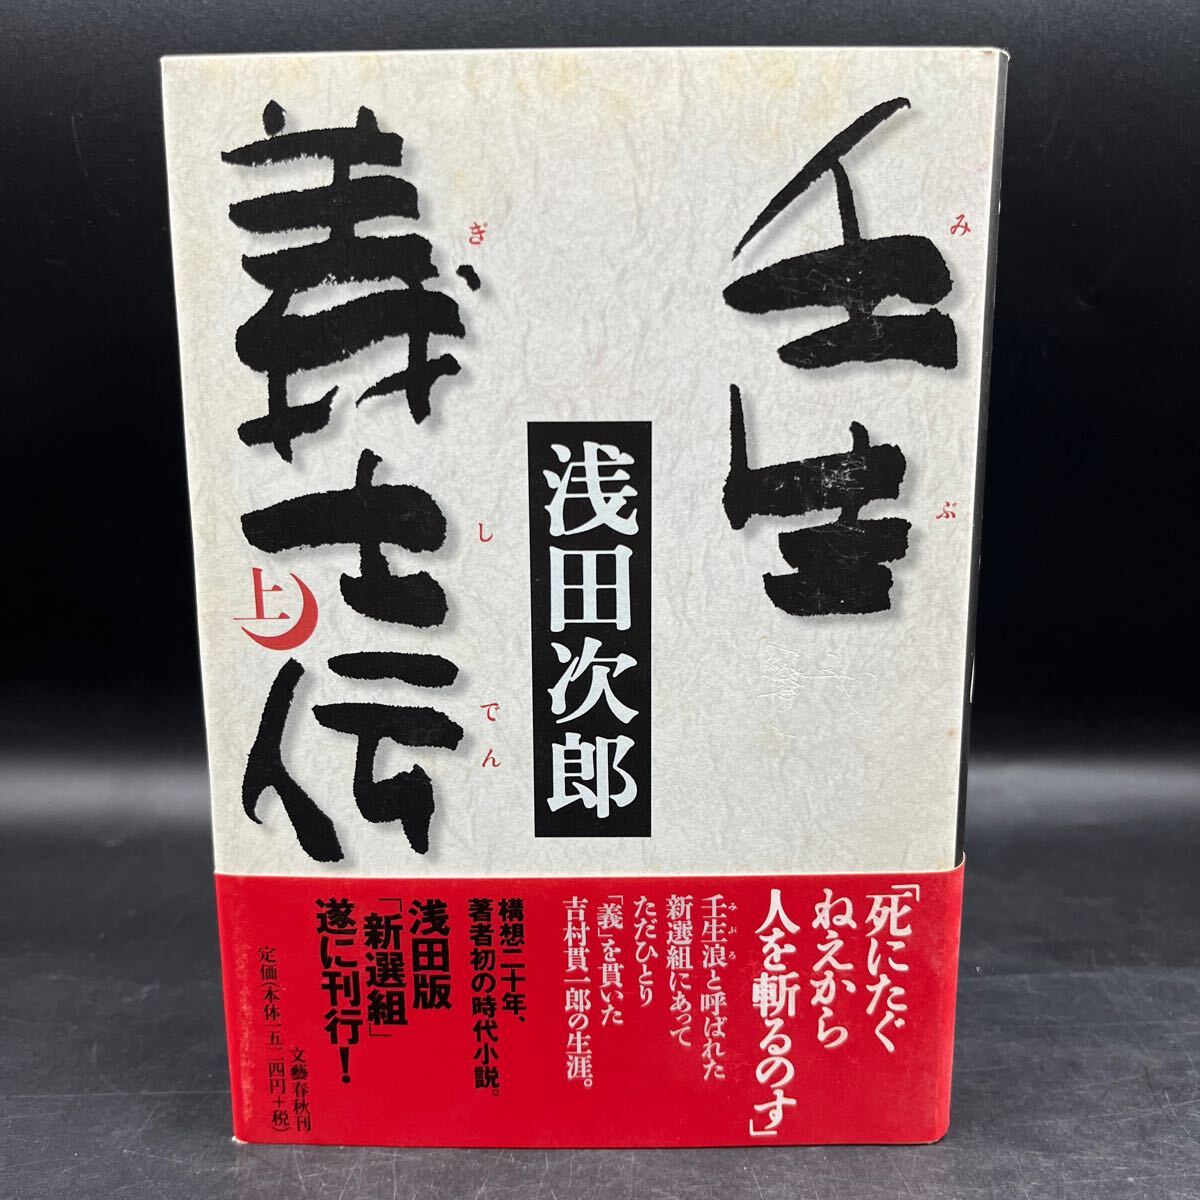 壬生
みぶ
義士伝
ぎしでん
上
浅田次郎
「死にたぐ
ねえから
人を斬るのす」
壬生浪と呼ばれた
みぶろ
新選組にあって
ただひとり
「義」を貫いた
吉村貫一郎の生涯。
構想二十年、
著者初の時代小説。
浅田版
「新選組」
遂に刊行！
文藝春秋刊
定価（本体一五二四円＋税）